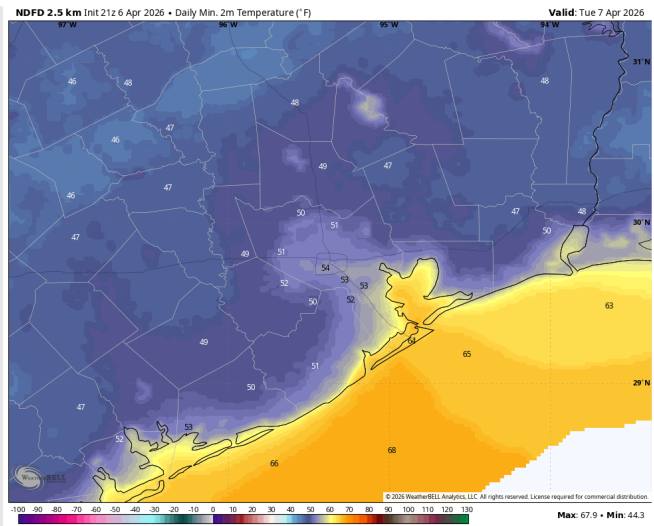 NDFD 2.5 km Init 21z 6 Apr 2026 • Daily Min. 2m Temperature (°F) Valid: Tue 7 Apr 2026
97°W 96°W 95°W 94°W
31°N
46 48 48
48
47
46
49 47
47
46
50 47 48
30°N
51
50
47
49 51
54
52 53 53
50 52
63
64
49
65
51
29°N
50
47
53
52
68
66
WeatherBELL
© 2026 WeatherBELL Analytics, LLC. All rights reserved. License required for commercial distribution.
-100 -90 -80 -70 -60 -50 -40 -30 -20 -10 0 10 20 30 40 50 60 70 80 90 100 110 120 130
Max: 67.9 • Min: 44.3